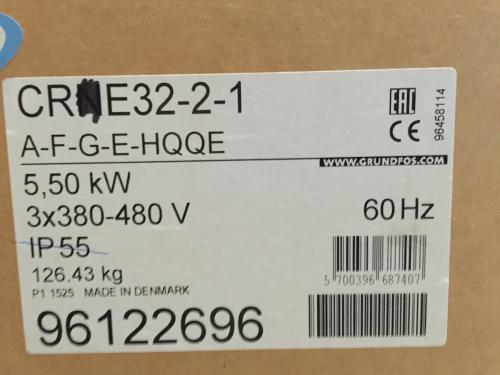 CRNE32-2-1
EAC
CE
96458114
A-F-G-E-HQQE
WWW.GRUNDFOS.COM
5,50 kW
3x380-480 V
60 Hz
IP 55
126.43 kg
5 700396 687407
P1 1525 MADE IN DENMARK
96122696